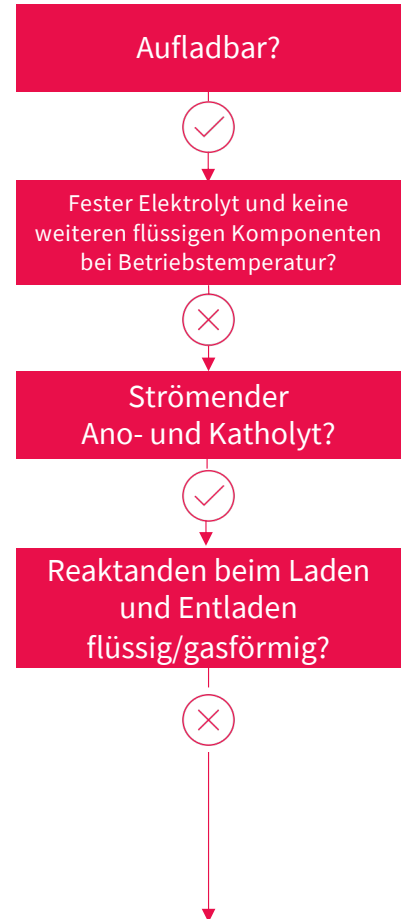 Aufladbar?
Fester Elektrolyt und keine
weiteren flüssigen Komponenten
bei Betriebstemperatur?
Strömender
Ano- und Katholyt?
Reaktanden beim Laden
und Entladen
flüssig/gasförmig?